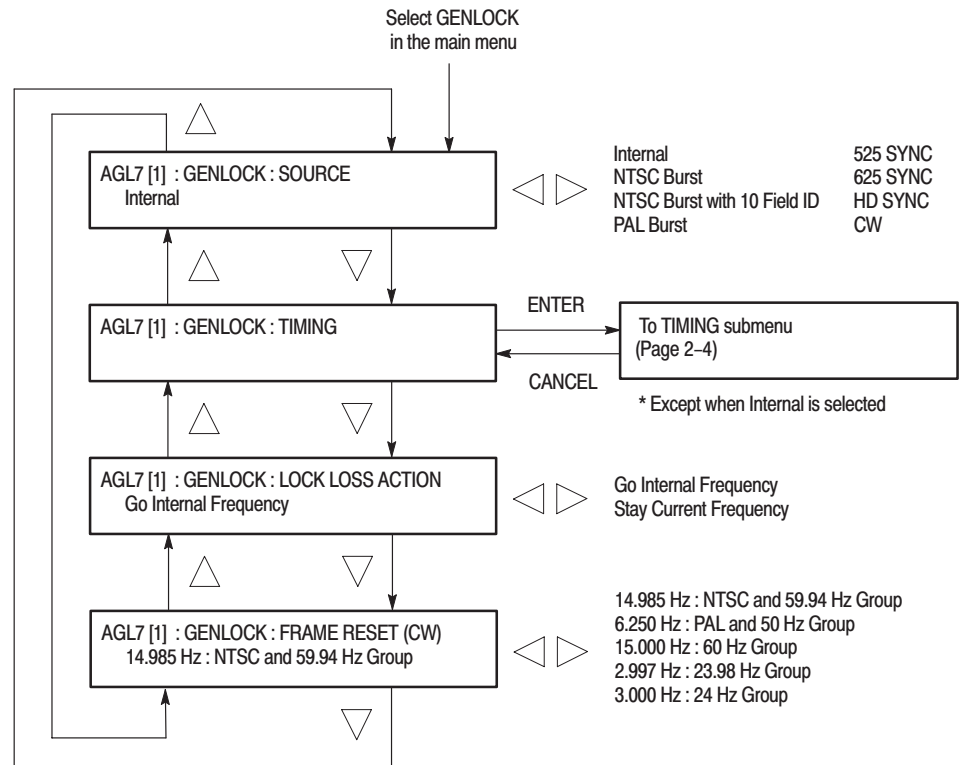 Select GENLOCK
in the main menu
AGL7 [1] : GENLOCK : SOURCE
Internal
Internal
NTSC Burst
NTSC Burst with 10 Field ID
PAL Burst
525 SYNC
625 SYNC
HD SYNC
CW
AGL7 [1] : GENLOCK : TIMING
ENTER
CANCEL
To TIMING submenu
(Page 2–4)
* Except when Internal is selected
AGL7 [1] : GENLOCK : LOCK LOSS ACTION
Go Internal Frequency
Go Internal Frequency
Stay Current Frequency
AGL7 [1] : GENLOCK : FRAME RESET (CW)
14.985 Hz : NTSC and 59.94 Hz Group
14.985 Hz : NTSC and 59.94 Hz Group
6.250 Hz : PAL and 50 Hz Group
15.000 Hz : 60 Hz Group
2.997 Hz : 23.98 Hz Group
3.000 Hz : 24 Hz Group